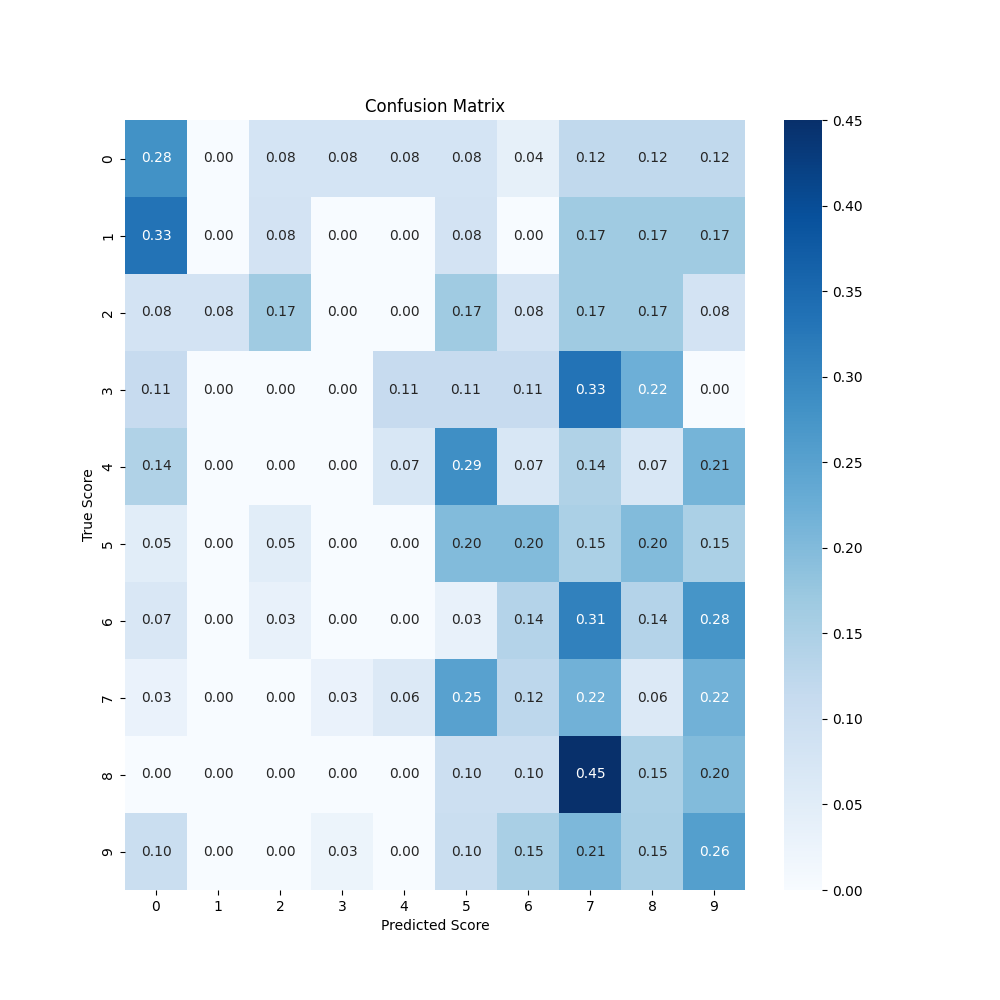 Confusion Matrix
0 0.28 0.00 0.08 0.08 0.08 0.08 0.04 0.12 0.12 0.12
1 0.33 0.00 0.08 0.00 0.00 0.08 0.00 0.17 0.17 0.17
2 0.08 0.08 0.17 0.00 0.00 0.17 0.08 0.17 0.17 0.08
3 0.11 0.00 0.00 0.00 0.11 0.11 0.11 0.33 0.22 0.00
4 0.14 0.00 0.00 0.00 0.07 0.29 0.07 0.14 0.07 0.21
5 0.05 0.00 0.05 0.00 0.00 0.20 0.20 0.15 0.20 0.15
6 0.07 0.00 0.03 0.00 0.00 0.03 0.14 0.31 0.14 0.28
7 0.03 0.00 0.00 0.03 0.06 0.25 0.12 0.22 0.06 0.22
8 0.00 0.00 0.00 0.00 0.00 0.10 0.10 0.45 0.15 0.20
9 0.10 0.00 0.00 0.03 0.00 0.10 0.15 0.21 0.15 0.26
0 1 2 3 4 5 6 7 8 9
Predicted Score
True Score
0.45
0.40
0.35
0.30
0.25
0.20
0.15
0.10
0.05
0.00